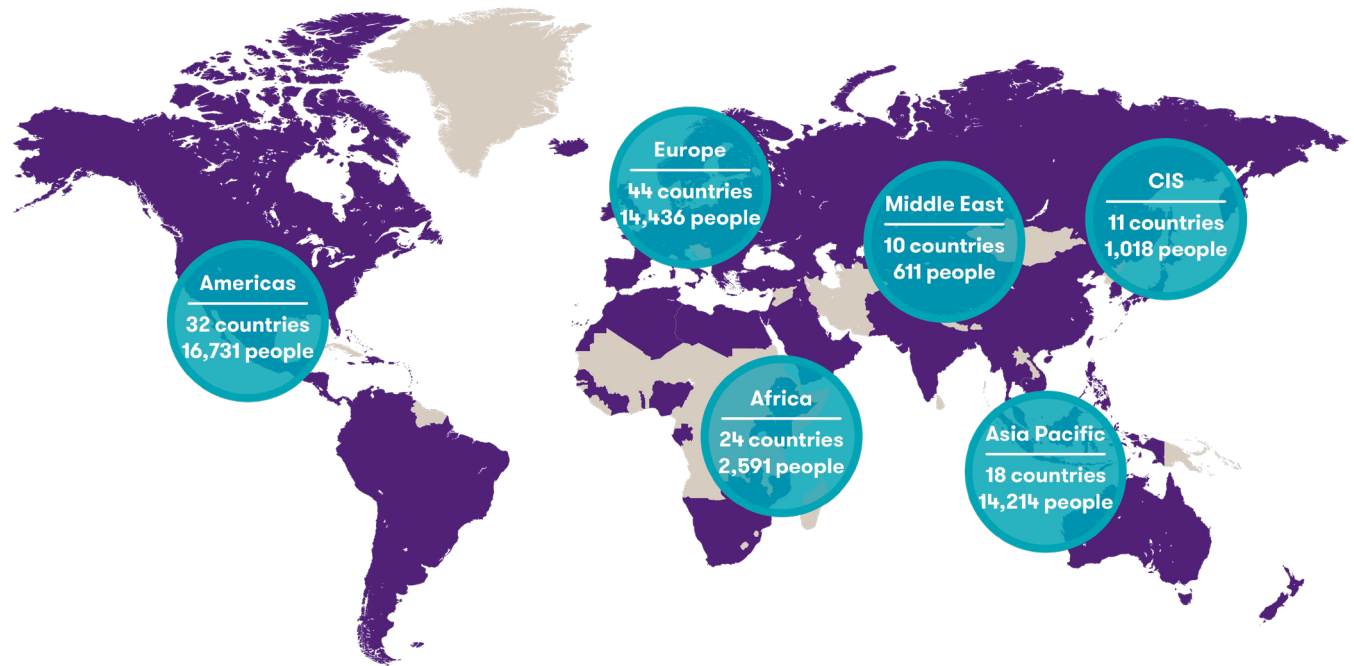 Europe
44 countries
14,436 people
CIS
11 countries
1,018 people
Middle East
10 countries
611 people
Americas
32 countries
16,731 people
Africa
24 countries
2,591 people
Asia Pacific
18 countries
14,214 people